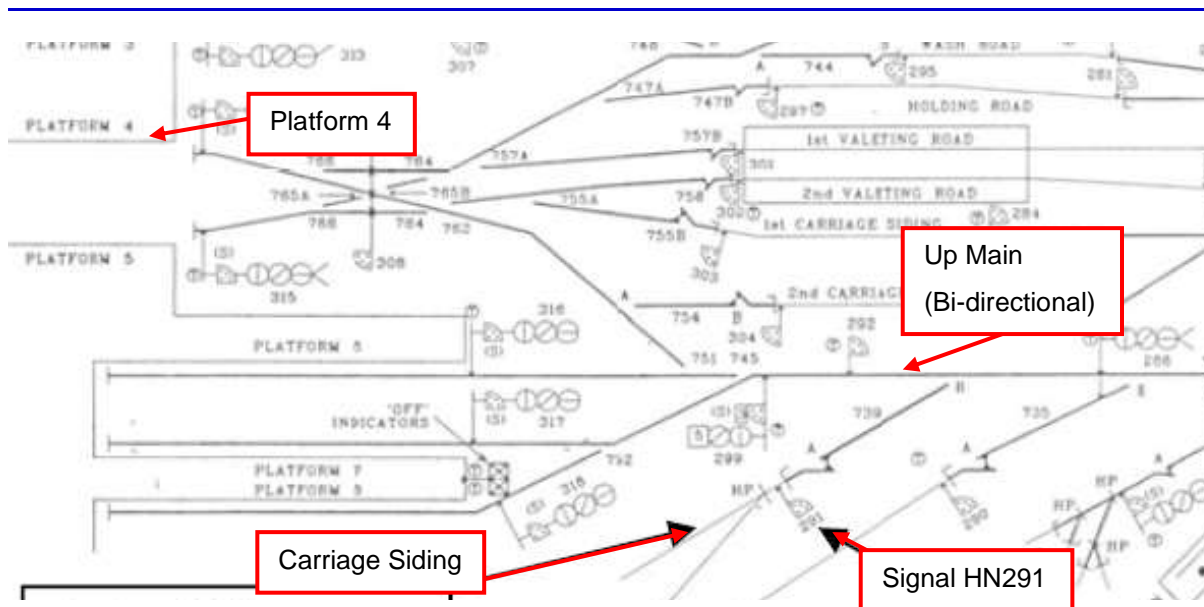 PLATFORM 3
313
307
748
B
WASH ROAD
A
744
295
281
747A
747B
297
HOLDING ROAD
Platform 4
PLATFORM 4
(S)
757B
1st VALETING ROAD
766
764
757A
301
765A
765B
756
2nd VALETING ROAD
755A
302
284
766
764
762
1st CARRIAGE SIDING
755B
(S)
308
303
PLATFORM 5
315
Up Main
(Bi-directional)
A
2nd CARRIAG
754
B
304
292
316
(S)
PLATFORM 6
751
745
286
'OFF'
INDICATORS
317
(S)
(S)
739
B
735
B
5
299
A
A
A
752
PLATFORM 7
PLATFORM 8
318
(S)
HP
291
290
HP
HP
(S)
Carriage Siding
Signal HN291